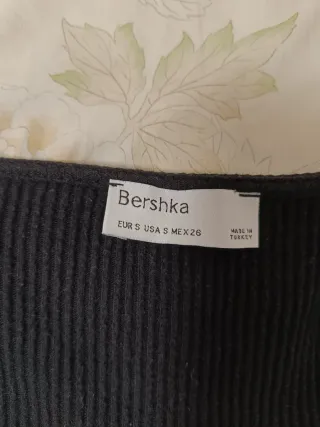 Bershka
EUR S USA S MEX 26
MADE IN
TURKEY